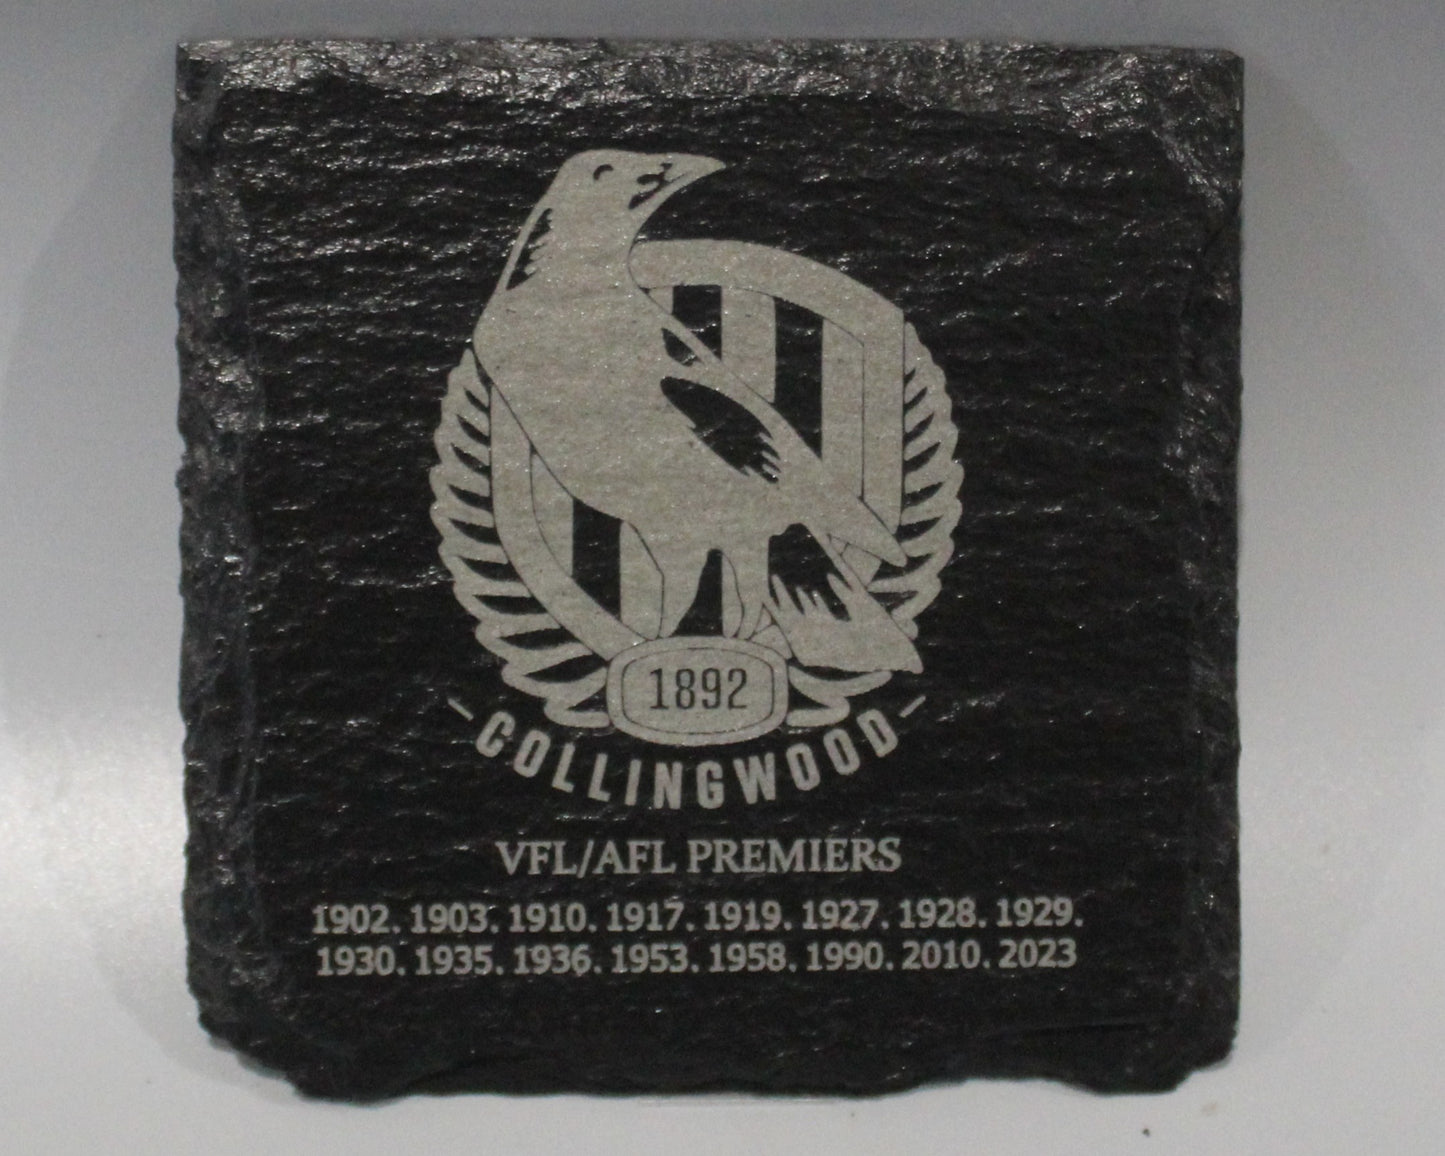 1892
COLLINGWOOD
VFL/AFL PREMIERS
1902. 1903. 1910. 1917. 1919. 1927. 1928. 1929.
1930. 1935. 1936. 1953. 1958. 1990. 2010. 2023